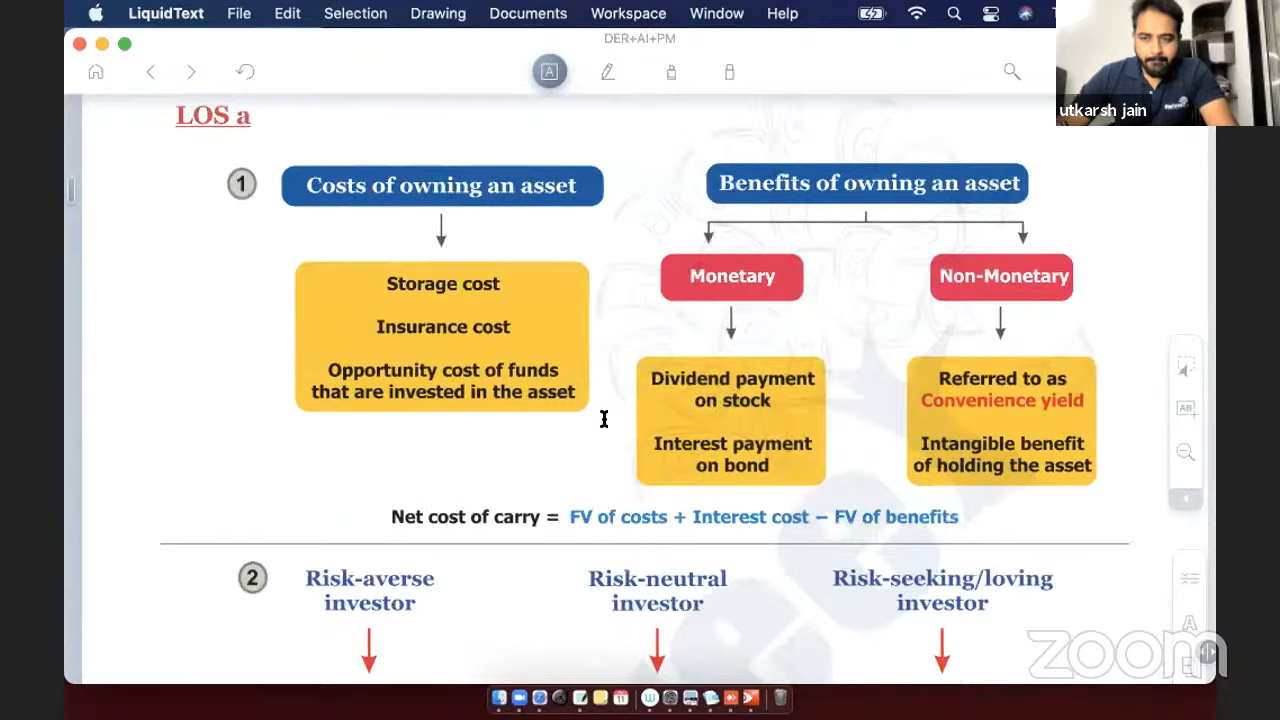 LiquidText File Edit Selection Drawing Documents Workspace Window Help
DER+AI+PM
A
utkarsh jain
LOS a
1
Costs of owning an asset
Benefits of owning an asset
Storage cost
Insurance cost
Opportunity cost of funds
that are invested in the asset
Monetary
Non-Monetary
Dividend payment
on stock
Interest payment
on bond
Referred to as
Convenience yield
Intangible benefit
of holding the asset
AB
Net cost of carry = FV of costs + Interest cost − FV of benefits
2
Risk-averse
investor
Risk-neutral
investor
Risk-seeking/loving
investor
A
zoom
11